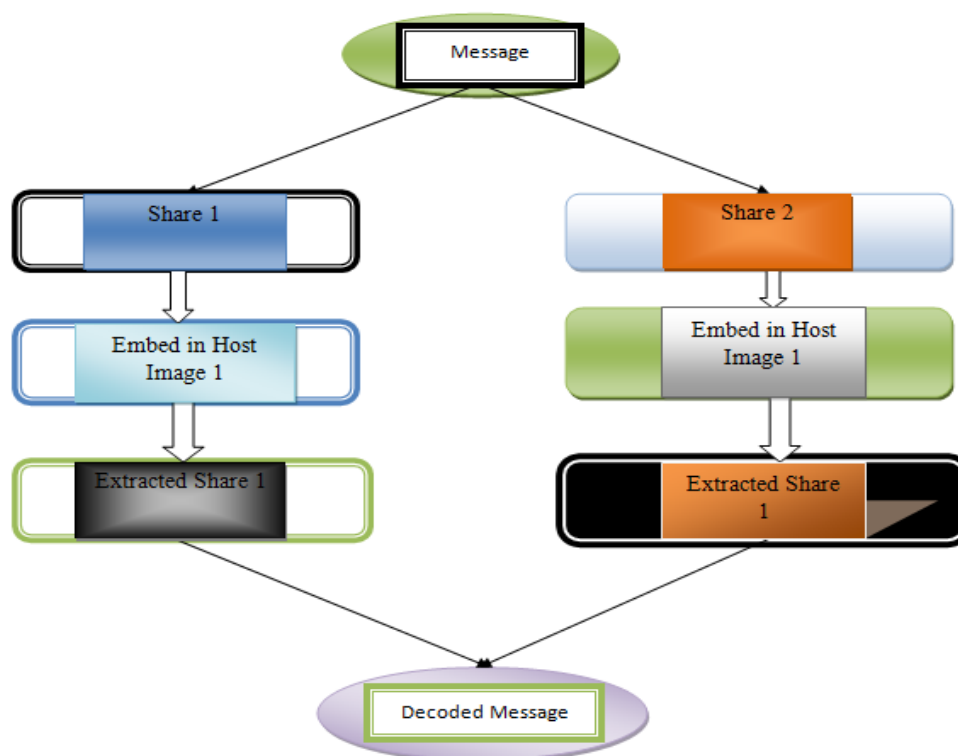 Message
Share 1
Share 2
Embed in Host
Image 1
Embed in Host
Image 1
Extracted Share 1
Extracted Share
1
Decoded Message